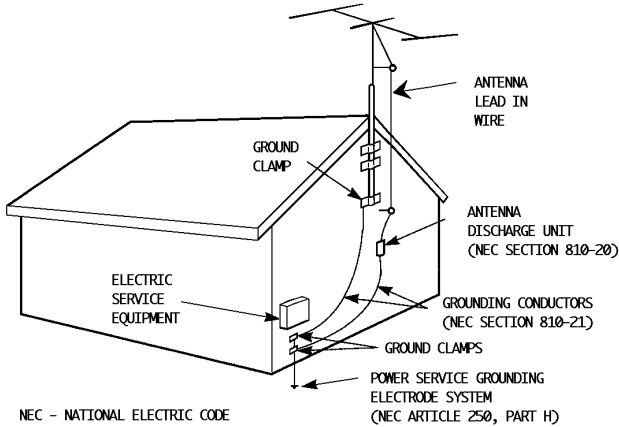 ANTENNA
LEAD IN
WIRE
GROUND
CLAMP
ANTENNA
DISCHARGE UNIT
(NEC SECTION 810-20)
ELECTRIC
SERVICE
EQUIPMENT
GROUNDING CONDUCTORS
(NEC SECTION 810-21)
GROUND CLAMPS
POWER SERVICE GROUNDING
ELECTRODE SYSTEM
(NEC ARTICLE 250, PART H)
NEC - NATIONAL ELECTRIC CODE